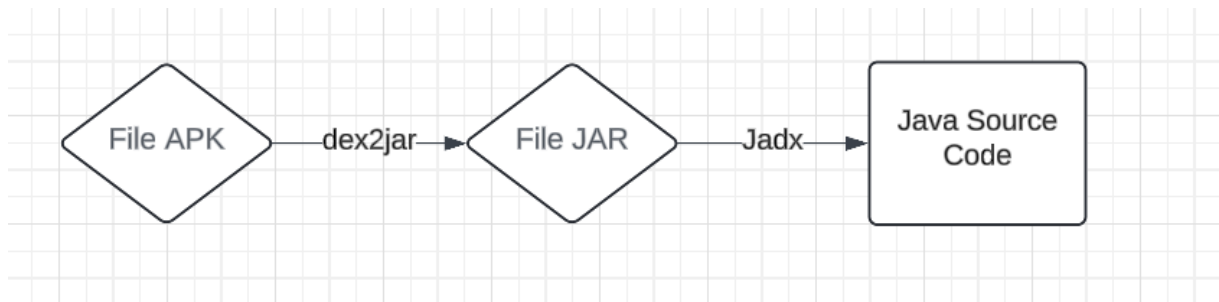 File APK
dex2jar
File JAR
Jadx
Java Source
Code